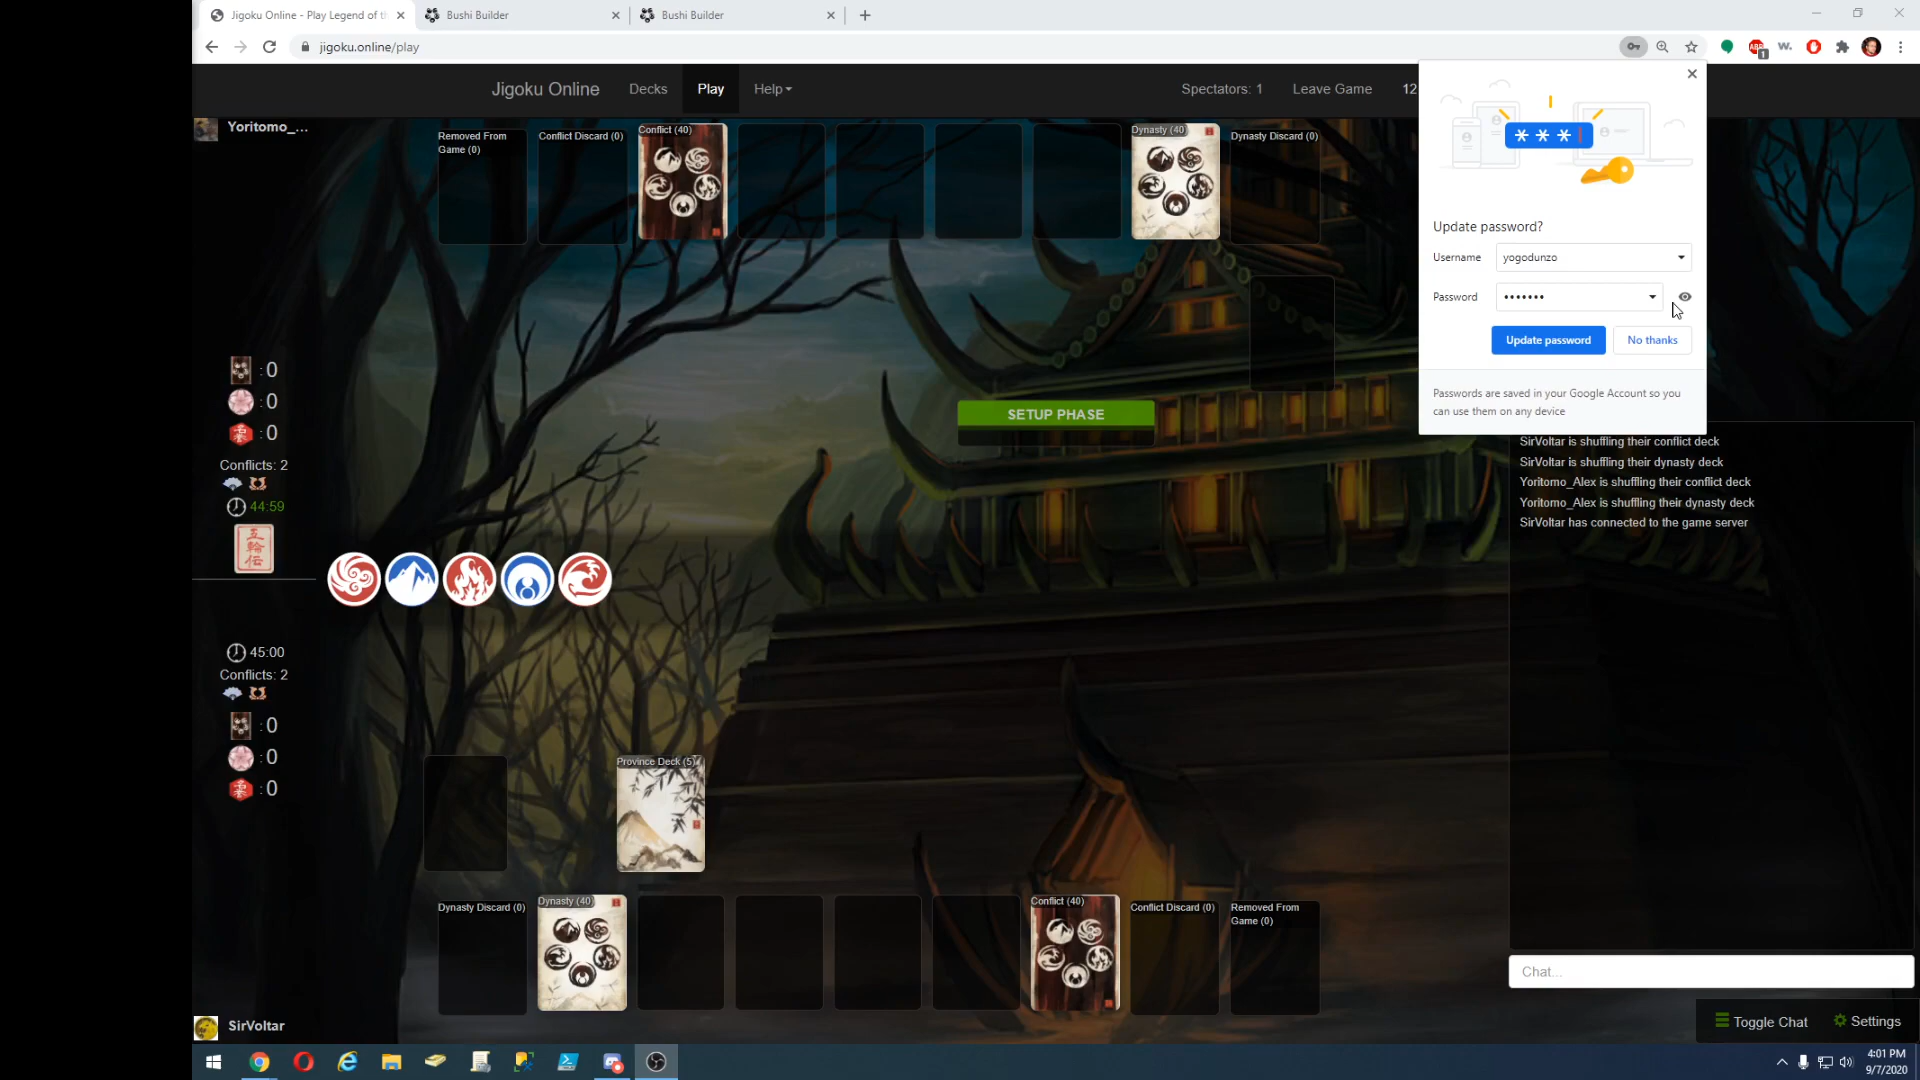 Jigoku Online - Play Legend of th
Bushi Builder
Bushi Builder
jigoku.online/play
Jigoku Online
Decks
Play
Help
Spectators: 1
Leave Game
12
Yoritomo_...
Removed From
Game (0)
Conflict Discard (0)
Conflict (40)
Dynasty (40)
Dynasty Discard (0)
***
Update password?
Username
yogodunzo
Password
•••••••
Update password
No thanks
Passwords are saved in your Google Account so you
can use them on any device
: 0
: 0
: 0
Conflicts: 2
44:59
五輪伝
SETUP PHASE
SirVoltar is shuffling their conflict deck
SirVoltar is shuffling their dynasty deck
Yoritomo_Alex is shuffling their conflict deck
Yoritomo_Alex is shuffling their dynasty deck
SirVoltar has connected to the game server
45:00
Conflicts: 2
: 0
: 0
: 0
Province Deck (5)
Dynasty Discard (0)
Dynasty (40)
Conflict (40)
Conflict Discard (0)
Removed From
Game (0)
Chat...
SirVoltar
Toggle Chat
Settings
4:01 PM
9/7/2020